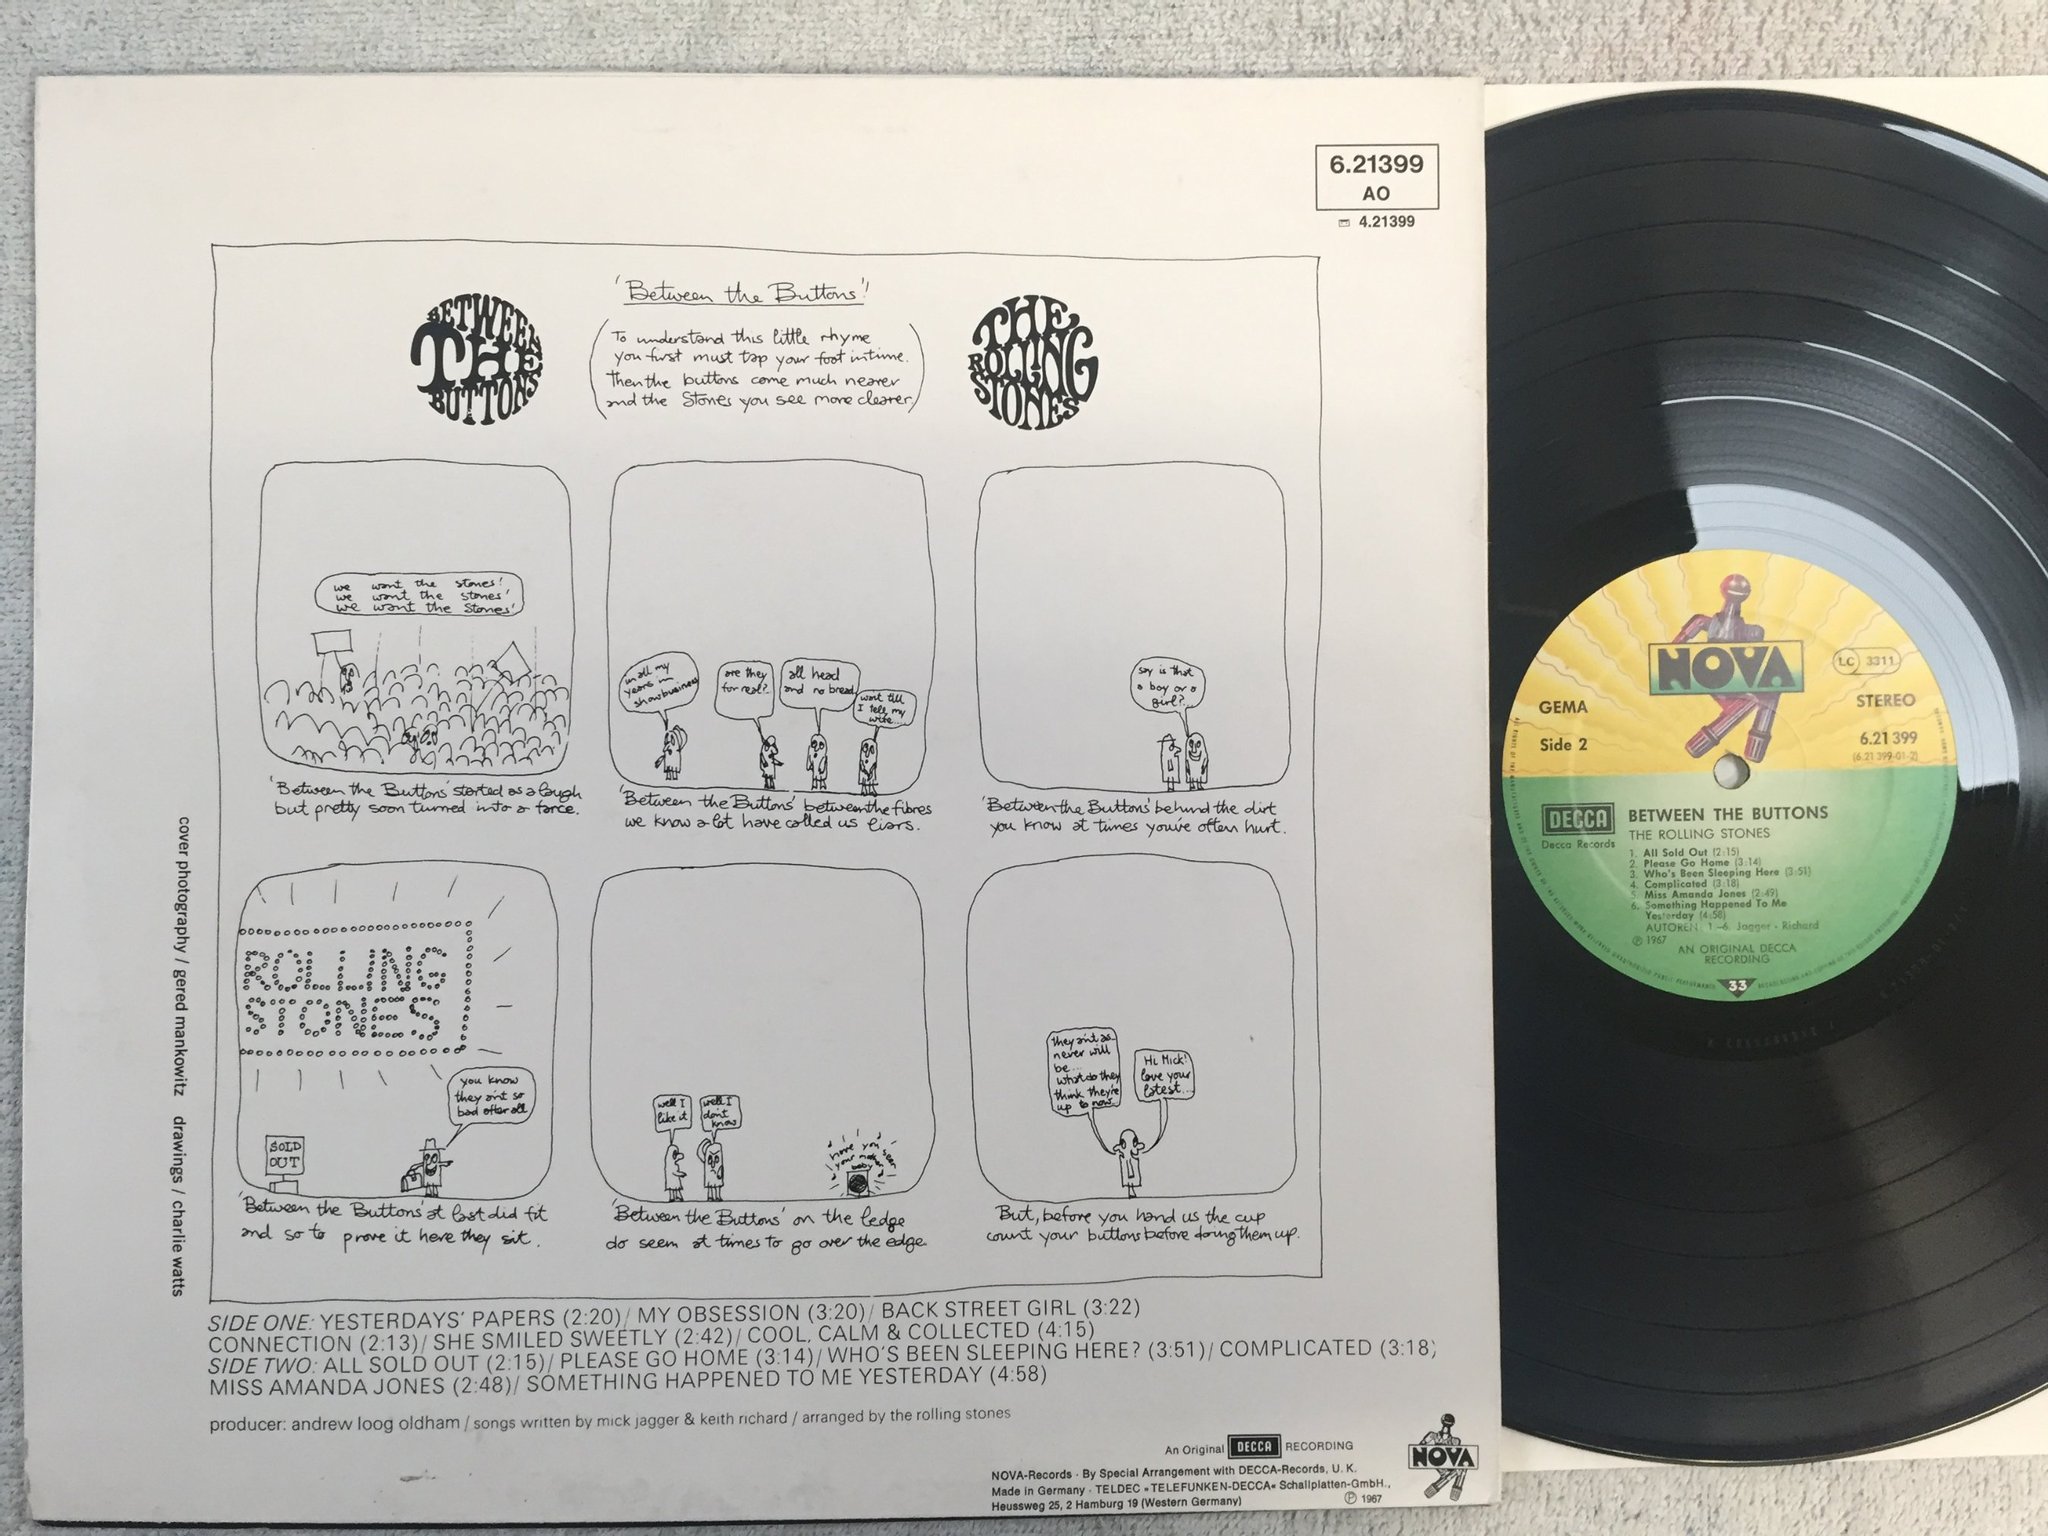 6.21399
AO
4.21399
BETWEEN
THE
BUTTONS
'Between the Buttons'!
(To understand this little rhyme
you first must tap your foot in time.
Then the buttons come much nearer
and the Stones you see more clearer.)
THE
ROLLING
STONES
we want the stones!
we want the stones!
we want the Stones!
'Between the Buttons' started as a laugh
but pretty soon turned into a farce.
in all my
years in
showbusiness
are they
for real?
all head
and no bread
wait till
I tell my
wife...
'Between the Buttons' between the fibres
we know a lot have called us liars.
say is that
a boy or a
girl?...
'Between the Buttons' behind the dirt
you know at times you've often hurt.
ROLLING
STONES
SOLD
OUT
you know
they aint so
bad after all
'Between the Buttons' at last did fit
and so to prove it here they sit.
well I
like it
well I
dont
know
have you seen
your mother
baby
'Between the Buttons' on the ledge
do seem at times to go over the edge.
they aint as..
never will
be...
what do they
think they're
up to now...
Hi Mick!
love your
latest...
But, before you hand us the cup
count your buttons before doing them up.
cover photography / gered mankowitz drawings / charlie watts
SIDE ONE: YESTERDAYS' PAPERS (2:20)/ MY OBSESSION (3:20)/ BACK STREET GIRL (3:22)
CONNECTION (2:13)/ SHE SMILED SWEETLY (2:42)/ COOL, CALM & COLLECTED (4:15)
SIDE TWO: ALL SOLD OUT (2:15)/ PLEASE GO HOME (3:14)/ WHO'S BEEN SLEEPING HERE? (3:51)/ COMPLICATED (3:18)/
MISS AMANDA JONES (2:48)/ SOMETHING HAPPENED TO ME YESTERDAY (4:58)
producer: andrew loog oldham / songs written by mick jagger & keith richard / arranged by the rolling stones
An Original DECCA RECORDING
NOVA-Records · By Special Arrangement with DECCA-Records, U. K.
Made in Germany · TELDEC »TELEFUNKEN-DECCA« Schallplatten-GmbH.,
Heussweg 25, 2 Hamburg 19 (Western Germany) ℗ 1967
NOVA
NOVA
LC 3311
GEMA
STEREO
Side 2
6.21 399
(6.21 399-01-2)
DECCA
Decca Records
BETWEEN THE BUTTONS
THE ROLLING STONES
1. All Sold Out (2:15)
2. Please Go Home (3:14)
3. Who's Been Sleeping Here (3:51)
4. Complicated (3:18)
5. Miss Amanda Jones (2:49)
6. Something Happened To Me
Yesterday (4:58)
AUTOREN: 1.-6. Jagger - Richard
℗ 1967
AN ORIGINAL DECCA
RECORDING
33